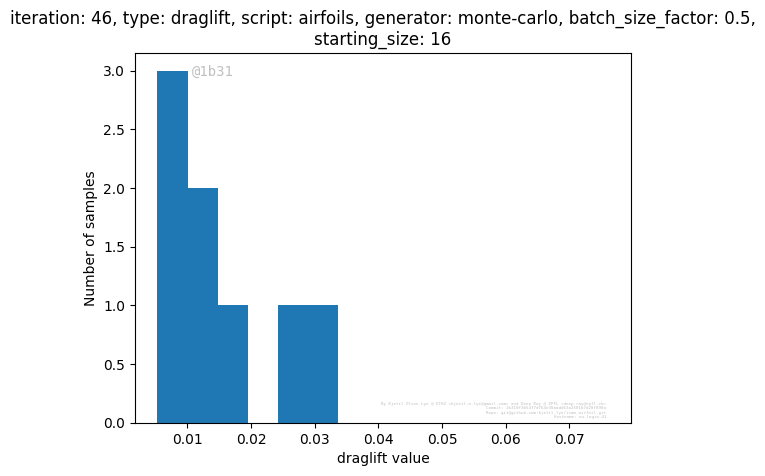 iteration: 46, type: draglift, script: airfoils, generator: monte-carlo, batch_size_factor: 0.5,
starting_size: 16
@1b31
3.0
2.5
2.0
1.5
1.0
0.5
0.0
Number of samples
0.01 0.02 0.03 0.04 0.05 0.06 0.07
draglift value